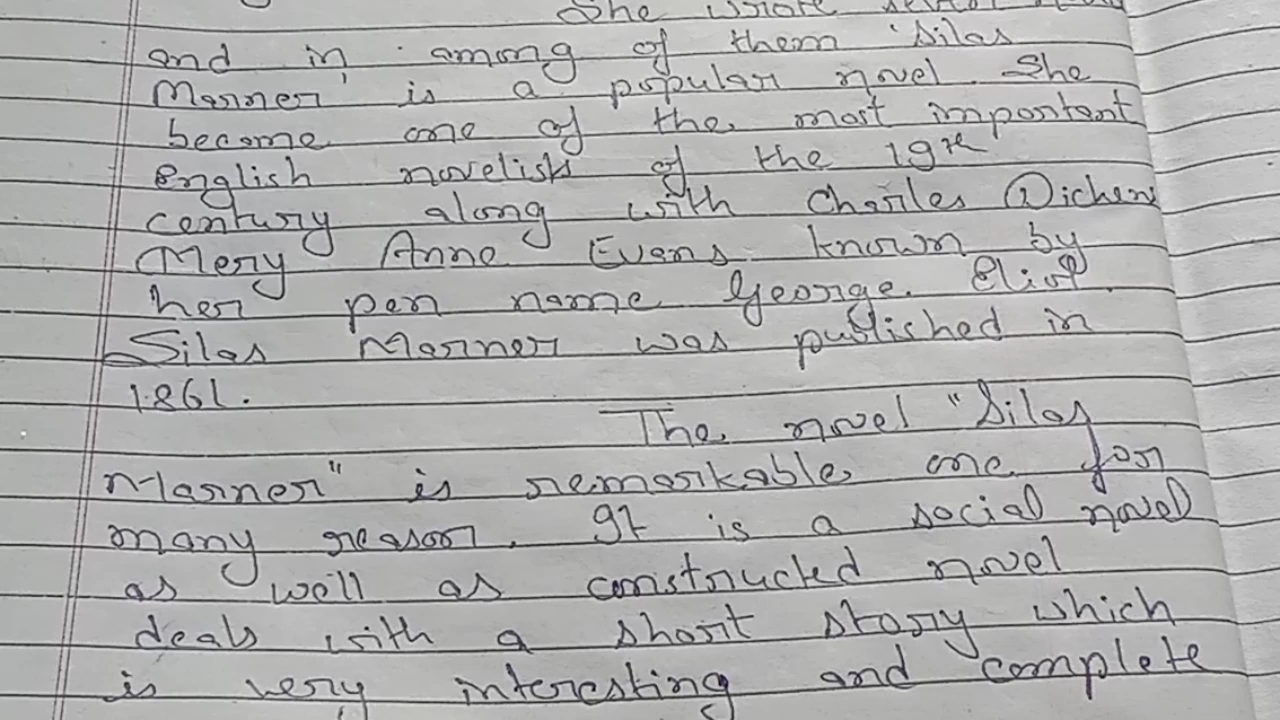 She wrote
and in among of them 'Silas
Marner' is a popular novel. She
become one of the most important
english novelists of the 19th
century along with Charles Dickens
Mery Anne Evans known by
her pen name George Eliot.
Silas Marner was published in
1861.
The novel "Silas
Marner" is remarkable one for
many reason. It is a social novel
as well as constructed novel
deals with a short story which
is very interesting and complete